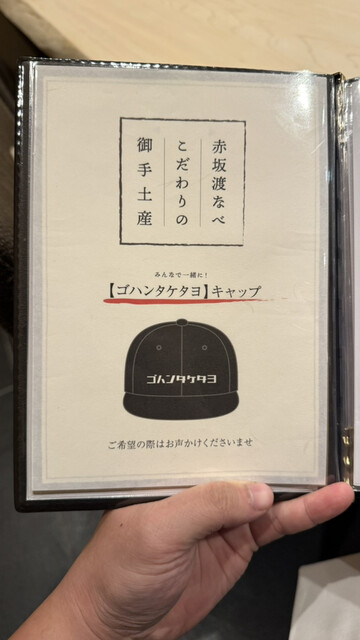 赤坂渡なべ
こだわりの
御手土産
みんなで一緒に！
【ゴハンタケタヨ】キャップ
ゴハンタケタヨ
ご希望の際はお声かけくださいませ